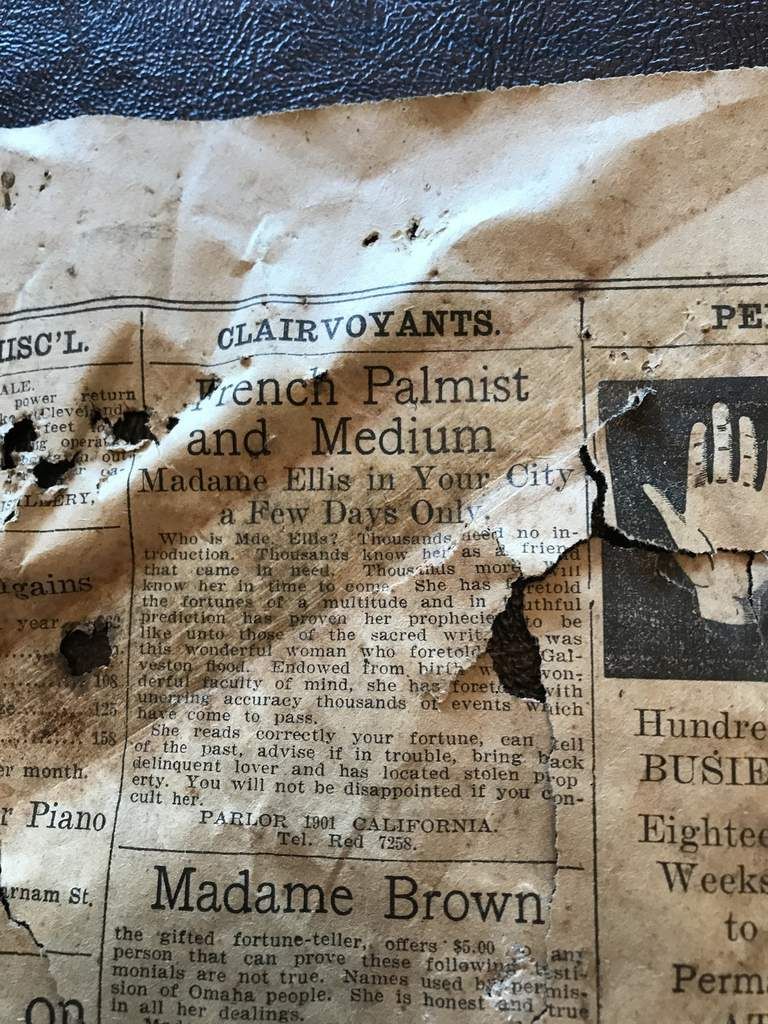 MISC'L.
ALE.
power return
Cleveland
feet to
operat
out
LLERY,
gains
year
108
125
158
er month.
r Piano
arnam St.
on
CLAIRVOYANTS.
French Palmist
and Medium
Madame Ellis in Your City
a Few Days Only.
Who is Mde. Ellis? Thousands need no in-
troduction. Thousands know her as a friend
that came in need. Thousands more will
know her in time to come. She has foretold
the fortunes of a multitude and in uthful
prediction has proven her prophecies to be
like unto those of the sacred writ. was
this wonderful woman who foretold Gal-
veston flood. Endowed from birth won-
derful faculty of mind, she has foretold with
unerring accuracy thousands of events which
have come to pass.
She reads correctly your fortune, can tell
of the past, advise if in trouble, bring back
delinquent lover and has located stolen prop
erty. You will not be disappointed if you con-
cult her.
PARLOR 1901 CALIFORNIA.
Tel. Red 7258.
Madame Brown
the gifted fortune-teller, offers $5.00 to any
person that can prove these following testi-
monials are not true. Names used by permis-
sion of Omaha people. She is honest and true
in all her dealings.
PE
Hundre
BUSIE
Eightee
Weeks
to
Perma